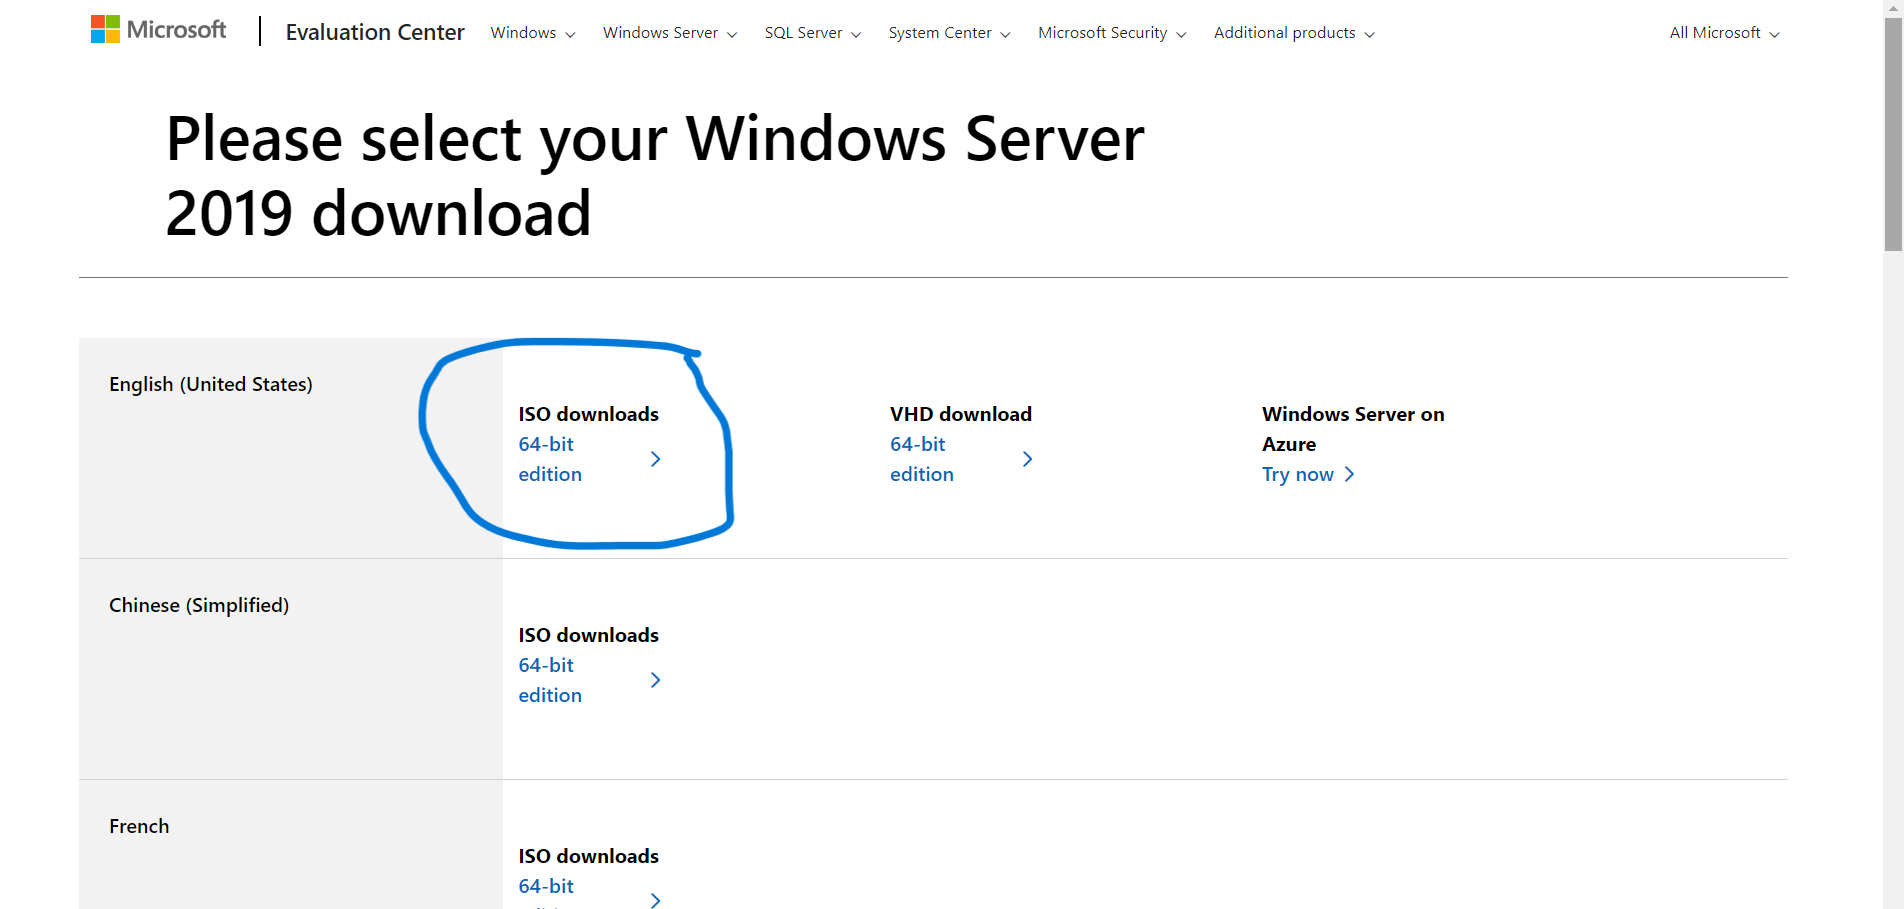 Microsoft Evaluation Center Windows Windows Server SQL Server System Center Microsoft Security Additional products All Microsoft
Please select your Windows Server
2019 download
English (United States)
ISO downloads
64-bit
edition
VHD download
64-bit
edition
Windows Server on
Azure
Try now
Chinese (Simplified)
ISO downloads
64-bit
edition
French
ISO downloads
64-bit